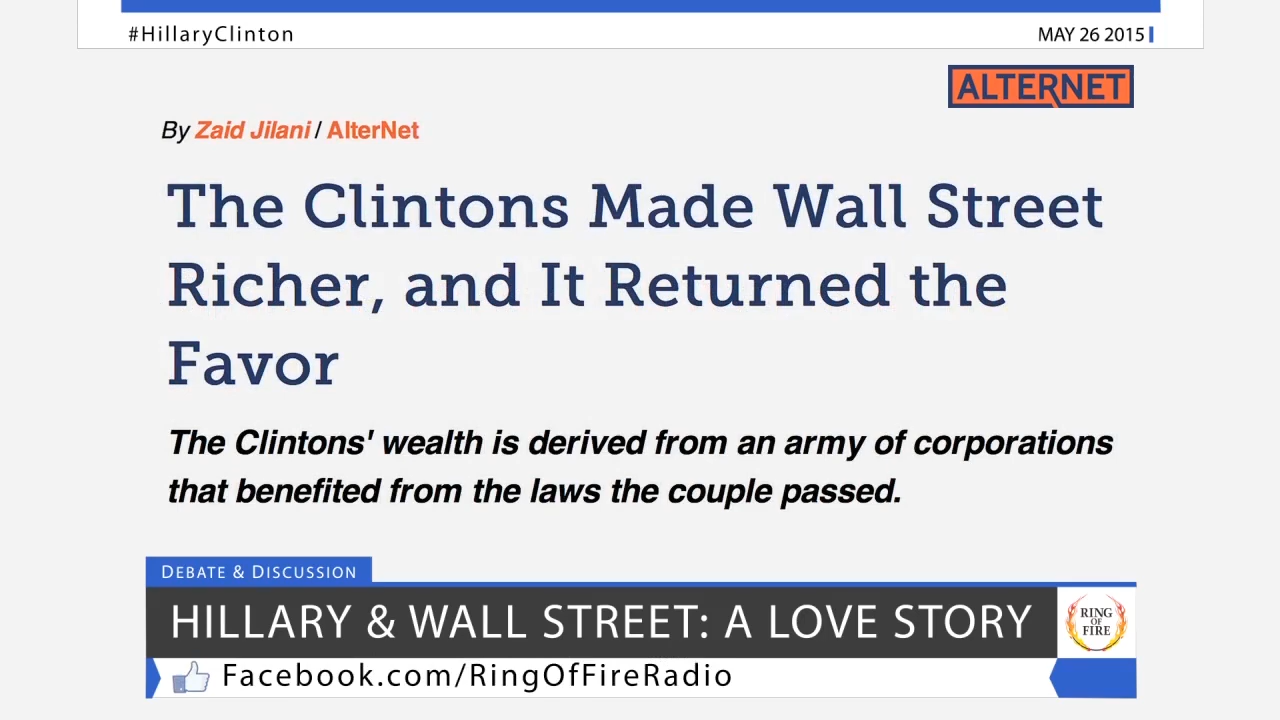 #HillaryClinton
MAY 26 2015
ALTERNET
By Zaid Jilani / AlterNet
The Clintons Made Wall Street
Richer, and It Returned the
Favor
The Clintons' wealth is derived from an army of corporations
that benefited from the laws the couple passed.
DEBATE & DISCUSSION
HILLARY & WALL STREET: A LOVE STORY
RING
OF
FIRE
Facebook.com/RingOfFireRadio